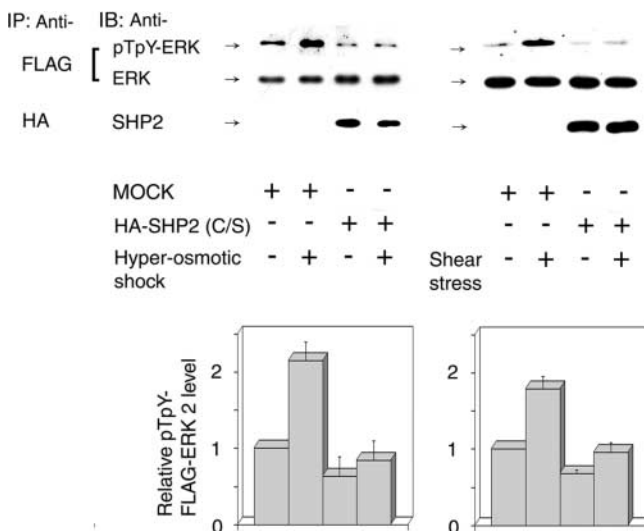 IP: Anti- IB: Anti-
pTpY-ERK → →
FLAG [
ERK → →
HA SHP2 → →
MOCK + + - - + + - -
HA-SHP2 (C/S) - - + + - - + +
Hyper-osmotic shock - + - + Shear stress - + - +
Relative pTpY-
FLAG-ERK 2 level
2
1
0
2
1
0